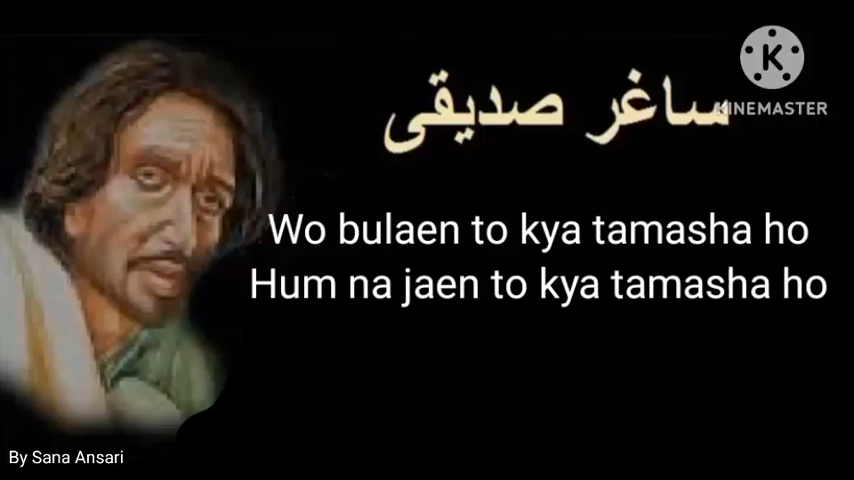 ساغر صدیقی
KINEMASTER
Wo bulaen to kya tamasha ho
Hum na jaen to kya tamasha ho
By Sana Ansari